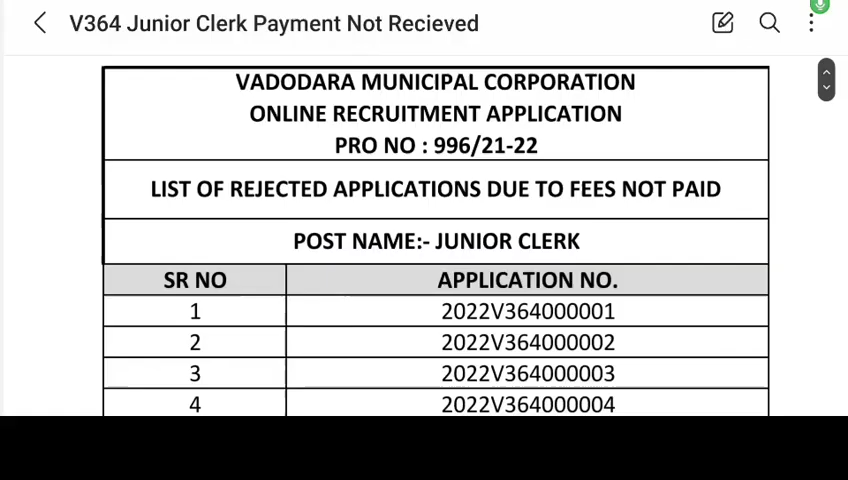 V364 Junior Clerk Payment Not Recieved
VADODARA MUNICIPAL CORPORATION
ONLINE RECRUITMENT APPLICATION
PRO NO : 996/21-22
LIST OF REJECTED APPLICATIONS DUE TO FEES NOT PAID
POST NAME:- JUNIOR CLERK
SR NO APPLICATION NO.
1 2022V364000001
2 2022V364000002
3 2022V364000003
4 2022V364000004